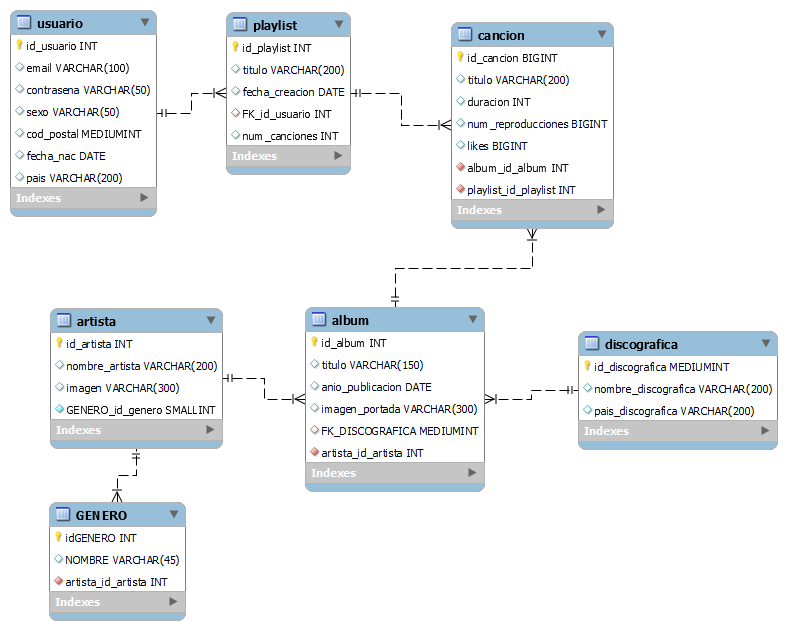 usuario
id_usuario INT
email VARCHAR(100)
contrasena VARCHAR(50)
sexo VARCHAR(50)
cod_postal MEDIUMINT
fecha_nac DATE
pais VARCHAR(200)
Indexes
playlist
id_playlist INT
titulo VARCHAR(200)
fecha_creacion DATE
FK_id_usuario INT
num_canciones INT
Indexes
cancion
id_cancion BIGINT
titulo VARCHAR(200)
duracion INT
num_reproducciones BIGINT
likes BIGINT
album_id_album INT
playlist_id_playlist INT
Indexes
artista
id_artista INT
nombre_artista VARCHAR(200)
imagen VARCHAR(300)
GENERO_id_genero SMALLINT
Indexes
album
id_album INT
titulo VARCHAR(150)
anio_publicacion DATE
imagen_portada VARCHAR(300)
FK_DISCOGRAFICA MEDIUMINT
artista_id_artista INT
Indexes
discografica
id_discografica MEDIUMINT
nombre_discografica VARCHAR(200)
pais_discografica VARCHAR(200)
Indexes
GENERO
idGENERO INT
NOMBRE VARCHAR(45)
artista_id_artista INT
Indexes